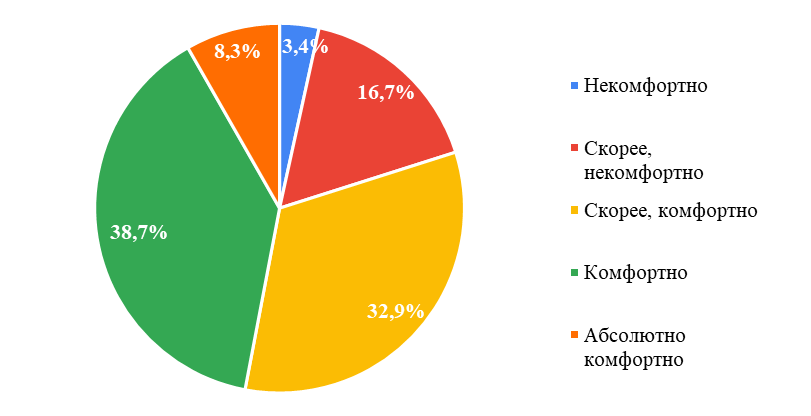 8,3%
3,4%
16,7%
38,7%
32,9%
Некомфортно
Скорее,
некомфортно
Скорее, комфортно
Комфортно
Абсолютно
комфортно